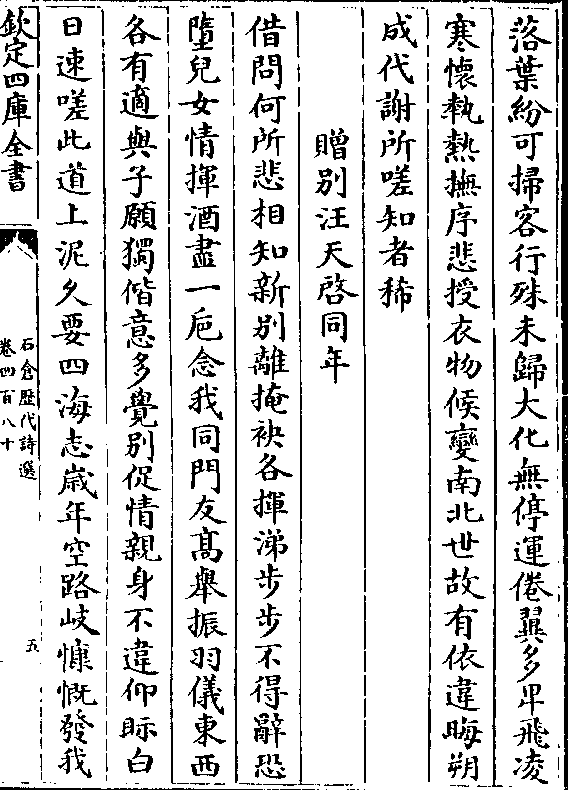 落葉紛可掃客行殊未歸大化無停運倦翼多卑飛凌
寒懷執熱撫序悲授衣物候變南北世故有依違晦朔
成代謝所嗟知者稀
贈别汪天啓同年
借問何所悲相知新别離掩袂各揮涕步步不得辭恐
墮兒女情揮酒盡一巵念我同門友髙舉振羽儀東西
各有適與子願獨偕意多覺别促情親身不違仰眎白
日速嗟此道上泥久要四海志歳年空路岐慷慨發我
欽定四庫全書
石倉歴代詩選
卷四百八十
五